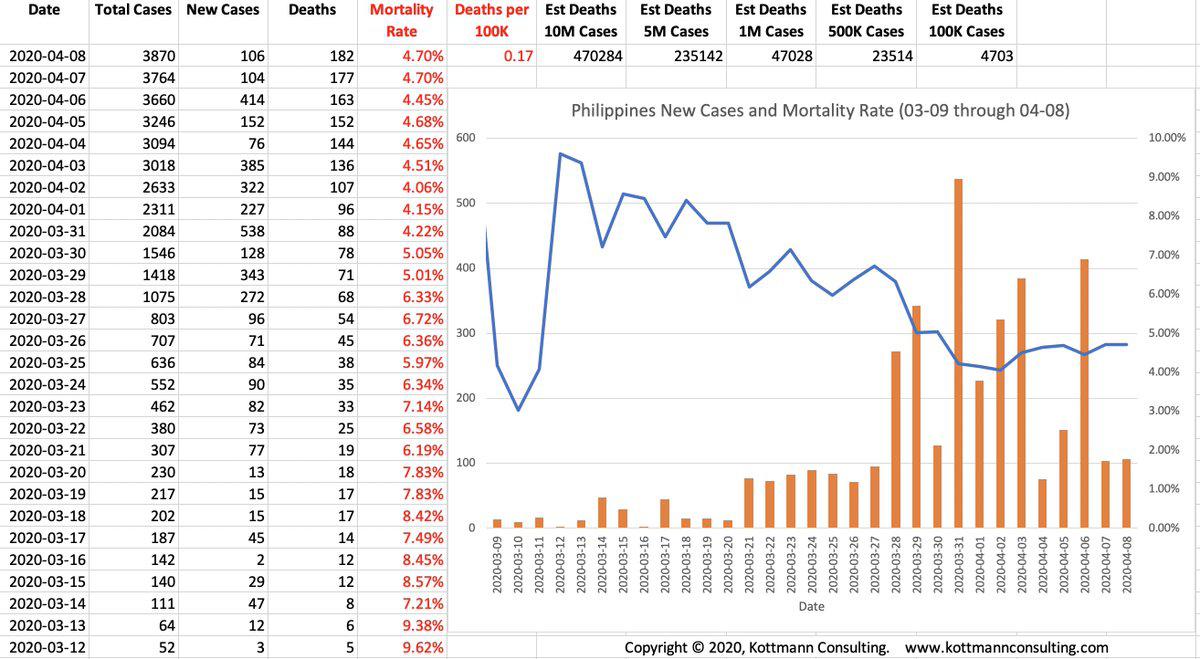 Date Total Cases New Cases Deaths Mortality Rate Deaths per 100K Est Deaths 10M Cases Est Deaths 5M Cases Est Deaths 1M Cases Est Deaths 500K Cases Est Deaths 100K Cases
2020-04-08 3870 106 182 4.70% 0.17 470284 235142 47028 23514 4703
2020-04-07 3764 104 177 4.70%
2020-04-06 3660 414 163 4.45%
2020-04-05 3246 152 152 4.68%
2020-04-04 3094 76 144 4.65%
2020-04-03 3018 385 136 4.51%
2020-04-02 2633 322 107 4.06%
2020-04-01 2311 227 96 4.15%
2020-03-31 2084 538 88 4.22%
2020-03-30 1546 128 78 5.05%
2020-03-29 1418 343 71 5.01%
2020-03-28 1075 272 68 6.33%
2020-03-27 803 96 54 6.72%
2020-03-26 707 71 45 6.36%
2020-03-25 636 84 38 5.97%
2020-03-24 552 90 35 6.34%
2020-03-23 462 82 33 7.14%
2020-03-22 380 73 25 6.58%
2020-03-21 307 77 19 6.19%
2020-03-20 230 13 18 7.83%
2020-03-19 217 15 17 7.83%
2020-03-18 202 15 17 8.42%
2020-03-17 187 45 14 7.49%
2020-03-16 142 2 12 8.45%
2020-03-15 140 29 12 8.57%
2020-03-14 111 47 8 7.21%
2020-03-13 64 12 6 9.38%
2020-03-12 52 3 5 9.62%
Philippines New Cases and Mortality Rate (03-09 through 04-08)
600
500
400
300
200
100
0
10.00%
9.00%
8.00%
7.00%
6.00%
5.00%
4.00%
3.00%
2.00%
1.00%
0.00%
2020-03-09
2020-03-10
2020-03-11
2020-03-12
2020-03-13
2020-03-14
2020-03-15
2020-03-16
2020-03-17
2020-03-18
2020-03-19
2020-03-20
2020-03-21
2020-03-22
2020-03-23
2020-03-24
2020-03-25
2020-03-26
2020-03-27
2020-03-28
2020-03-29
2020-03-30
2020-03-31
2020-04-01
2020-04-02
2020-04-03
2020-04-04
2020-04-05
2020-04-06
2020-04-07
2020-04-08
Date
Copyright © 2020, Kottmann Consulting. www.kottmannconsulting.com